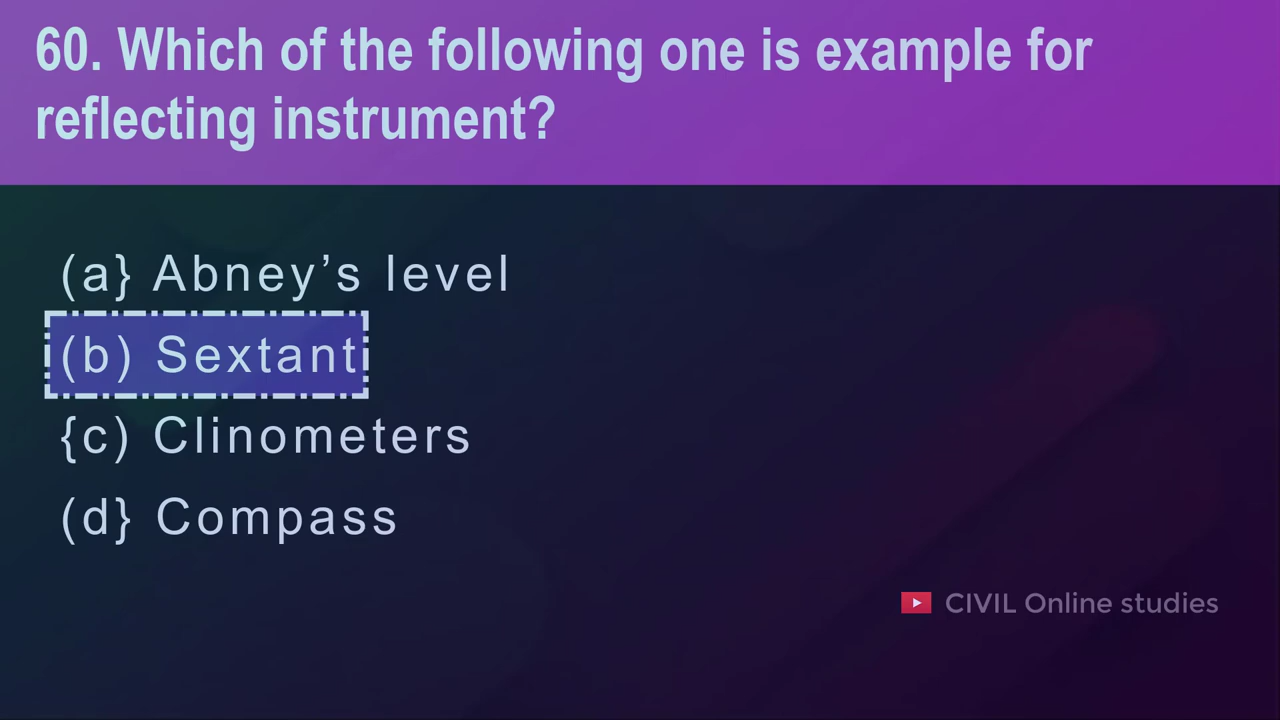 60. Which of the following one is example for
reflecting instrument?
(a} Abney’s level
(b) Sextant
{c) Clinometers
(d} Compass
CIVIL Online studies